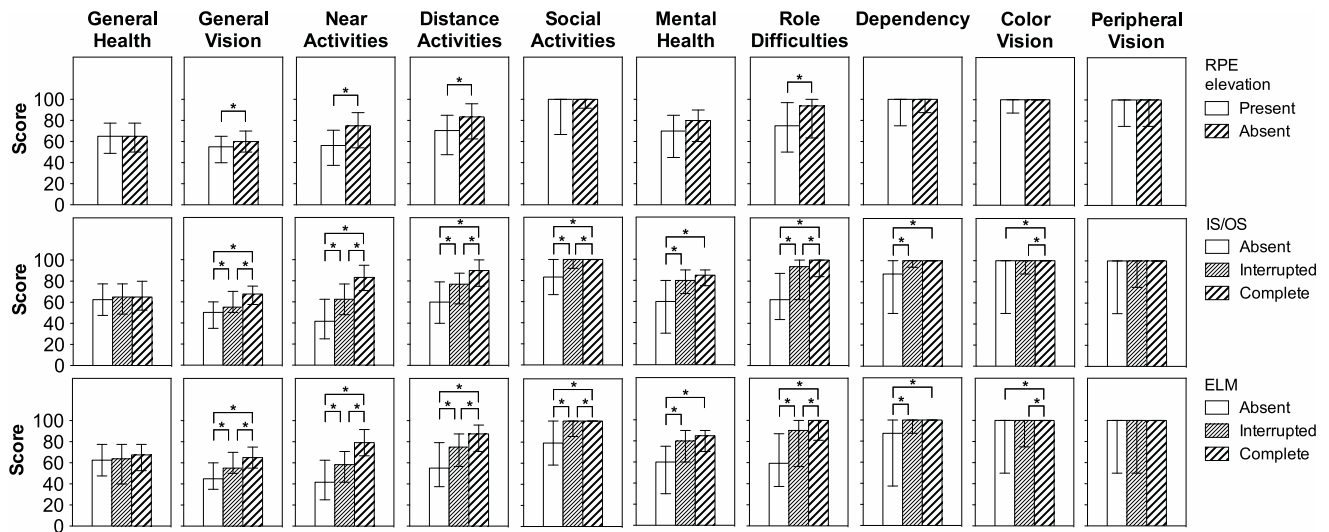 General Health
General Vision
Near Activities
Distance Activities
Social Activities
Mental Health
Role Difficulties
Dependency
Color Vision
Peripheral Vision
Score
100
80
60
40
20
0
*
*
*
*
RPE elevation
Present
Absent
Score
100
80
60
40
20
0
*
* *
*
* *
*
* *
*
* *
*
*
*
* *
*
*
*
*
IS/OS
Absent
Interrupted
Complete
Score
100
80
60
40
20
0
*
* *
*
* *
*
* *
*
* *
*
*
*
* *
*
*
*
*
ELM
Absent
Interrupted
Complete